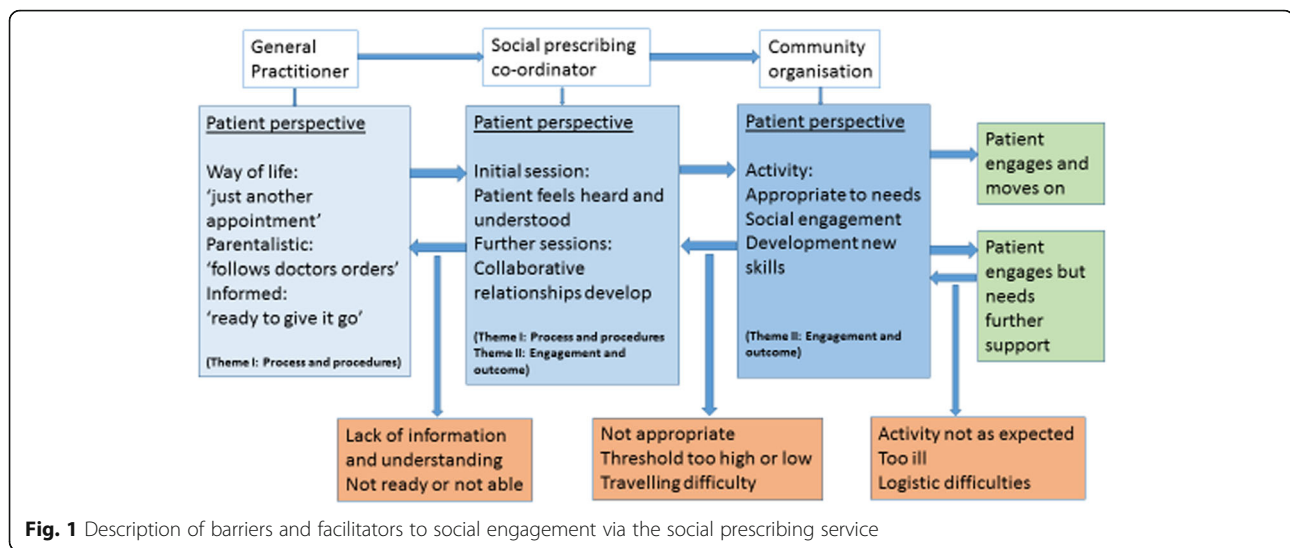 General
Practitioner
Social prescribing
co-ordinator
Community
organisation
Patient perspective
Way of life:
'just another
appointment'
Parentalistic:
'follows doctors orders'
Informed:
'ready to give it go'
(Theme I: Process and procedures)
Patient perspective
Initial session:
Patient feels heard and
understood
Further sessions:
Collaborative
relationships develop
(Theme I: Process and procedures
Theme II: Engagement and
outcome)
Patient perspective
Activity:
Appropriate to needs
Social engagement
Development new
skills
(Theme II: Engagement and
outcome)
Patient
engages and
moves on
Patient
engages but
needs
further
support
Lack of information
and understanding
Not ready or not able
Not appropriate
Threshold too high or low
Travelling difficulty
Activity not as expected
Too ill
Logistic difficulties
Fig. 1 Description of barriers and facilitators to social engagement via the social prescribing service